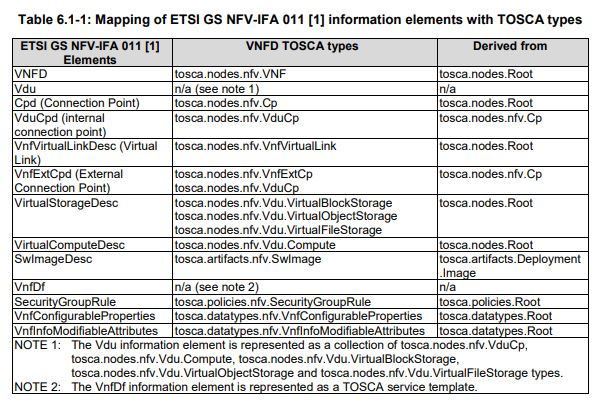 Table 6.1-1: Mapping of ETSI GS NFV-IFA 011 [1] information elements with TOSCA types
ETSI GS NFV-IFA 011 [1] Elements VNFD TOSCA types Derived from
VNFD tosca.nodes.nfv.VNF tosca.nodes.Root
Vdu n/a (see note 1) n/a
Cpd (Connection Point) tosca.nodes.nfv.Cp tosca.nodes.Root
VduCpd (internal connection point) tosca.nodes.nfv.VduCp tosca.nodes.nfv.Cp
VnfVirtualLinkDesc (Virtual Link) tosca.nodes.nfv.VnfVirtualLink tosca.nodes.Root
VnfExtCpd (External Connection Point) tosca.nodes.nfv.VnfExtCp tosca.nodes.nfv.VduCp tosca.nodes.nfv.Cp
VirtualStorageDesc tosca.nodes.nfv.Vdu.VirtualBlockStorage tosca.nodes.Root
tosca.nodes.nfv.Vdu.VirtualObjectStorage
tosca.nodes.nfv.Vdu.VirtualFileStorage
VirtualComputeDesc tosca.nodes.nfv.Vdu.Compute tosca.nodes.Root
SwImageDesc tosca.artifacts.nfv.SwImage tosca.artifacts.Deployment.Image
VnfDf n/a (see note 2) n/a
SecurityGroupRule tosca.policies.nfv.SecurityGroupRule tosca.policies.Root
VnfConfigurableProperties tosca.datatypes.nfv.VnfConfigurableProperties tosca.datatypes.Root
VnfInfoModifiableAttributes tosca.datatypes.nfv.VnfInfoModifiableAttributes tosca.datatypes.Root
NOTE 1: The Vdu information element is represented as a collection of tosca.nodes.nfv.VduCp,
tosca.nodes.nfv.Vdu.Compute, tosca.nodes.nfv.Vdu.VirtualBlockStorage,
tosca.nodes.nfv.Vdu.VirtualObjectStorage and tosca.nodes.nfv.Vdu.VirtualFileStorage types.
NOTE 2: The VnfDf information element is represented as a TOSCA service template.